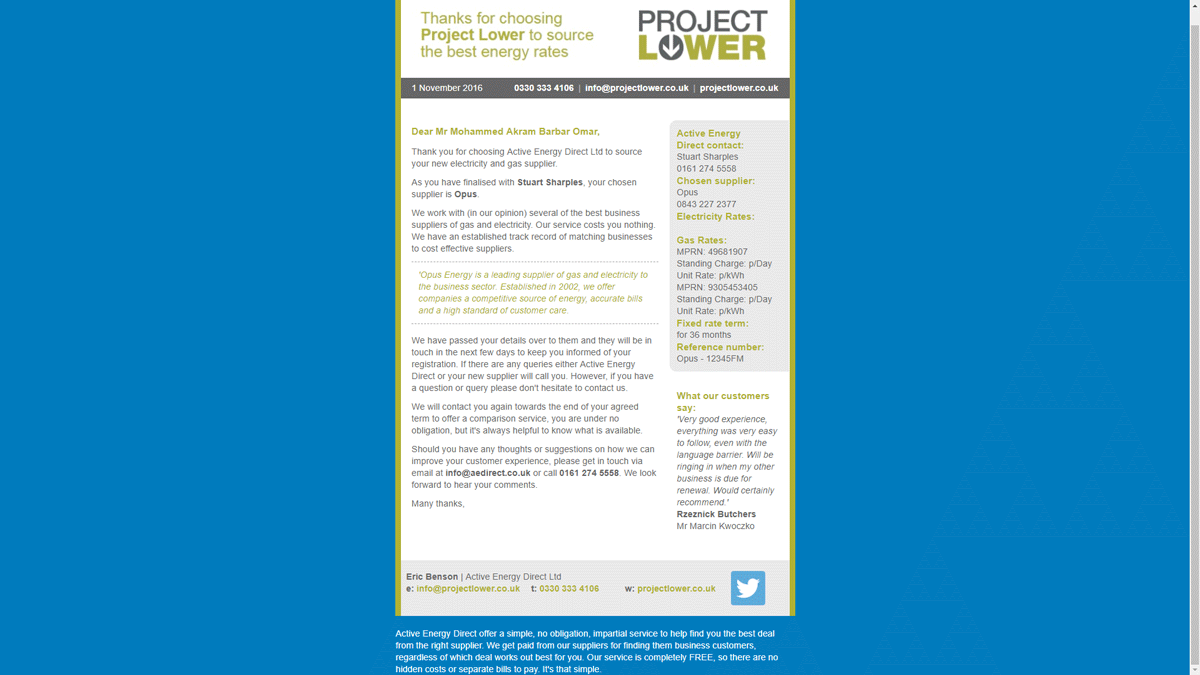 Thanks for choosing
Project Lower to source
the best energy rates
PROJECT
LOWER
1 November 2016
0330 333 4106 | info@projectlower.co.uk | projectlower.co.uk
Dear Mr Mohammed Akram Barbar Omar,
Thank you for choosing Active Energy Direct Ltd to source
your new electricity and gas supplier.
As you have finalised with Stuart Sharples, your chosen
supplier is Opus.
We work with (in our opinion) several of the best business
suppliers of gas and electricity. Our service costs you nothing.
We have an established track record of matching businesses
to cost effective suppliers.
'Opus Energy is a leading supplier of gas and electricity to
the business sector. Established in 2002, we offer
companies a competitive source of energy, accurate bills
and a high standard of customer care.
We have passed your details over to them and they will be in
touch in the next few days to keep you informed of your
registration. If there are any queries either Active Energy
Direct or your new supplier will call you. However, if you have
a question or query please don't hesitate to contact us.
We will contact you again towards the end of your agreed
term to offer a comparison service, you are under no
obligation, but it's always helpful to know what is available.
Should you have any thoughts or suggestions on how we can
improve your customer experience, please get in touch via
email at info@aedirect.co.uk or call 0161 274 5558. We look
forward to hear your comments.
Many thanks,
Active Energy
Direct contact:
Stuart Sharples
0161 274 5558
Chosen supplier:
Opus
0843 227 2377
Electricity Rates:
Gas Rates:
MPRN: 49681907
Standing Charge: p/Day
Unit Rate: p/kWh
MPRN: 9305453405
Standing Charge: p/Day
Unit Rate: p/kWh
Fixed rate term:
for 36 months
Reference number:
Opus - 12345FM
What our customers
say:
'Very good experience,
everything was very easy
to follow, even with the
language barrier. Will be
ringing in when my other
business is due for
renewal. Would certainly
recommend.'
Rzeznick Butchers
Mr Marcin Kwoczko
Eric Benson | Active Energy Direct Ltd
e: info@projectlower.co.uk t: 0330 333 4106 w: projectlower.co.uk
Active Energy Direct offer a simple, no obligation, impartial service to help find you the best deal
from the right supplier. We get paid from our suppliers for finding them business customers,
regardless of which deal works out best for you. Our service is completely FREE, so there are no
hidden costs or separate bills to pay. It's that simple.